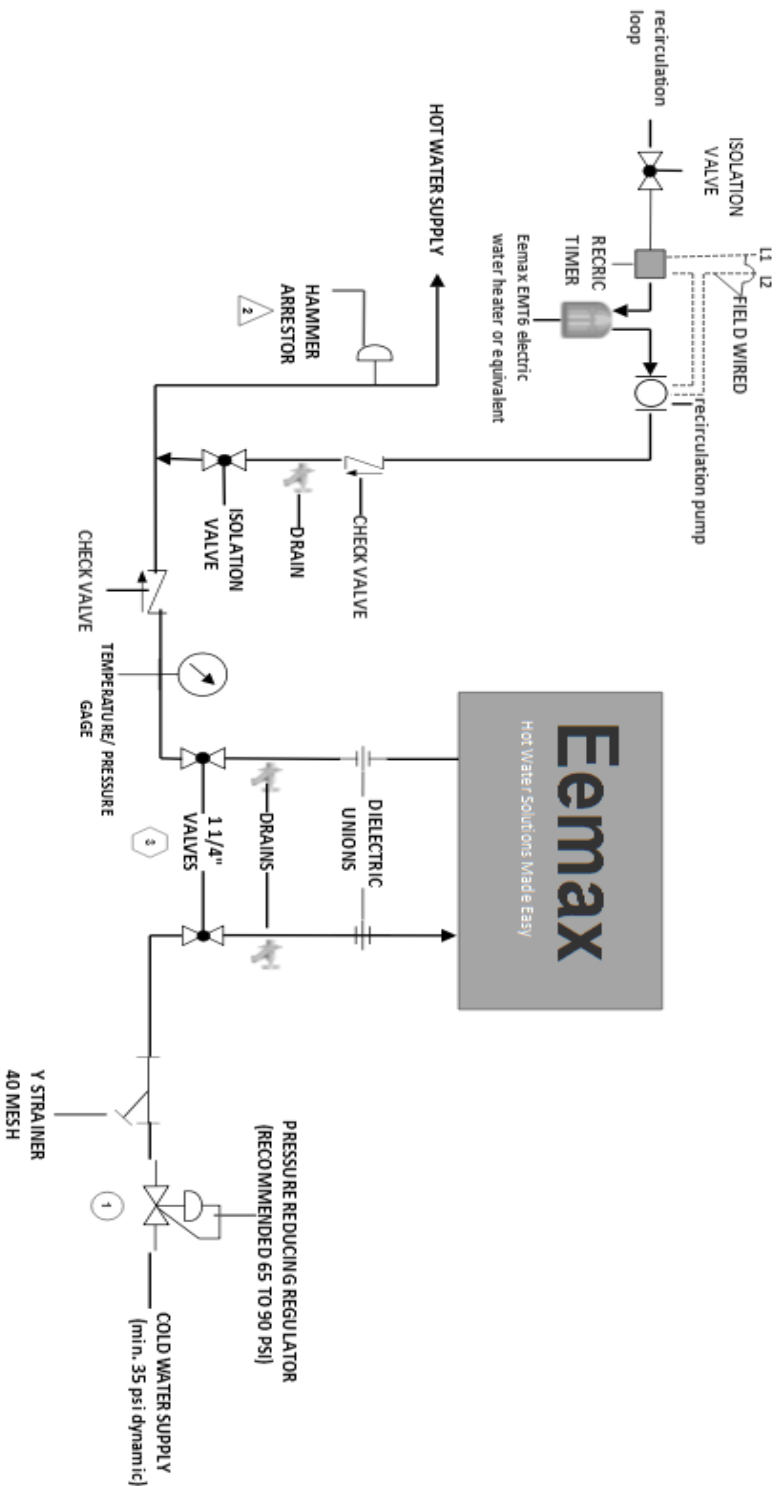 recirculation
loop
ISOLATION
VALVE
L1
L2
FIELD WIRED
RECRIC
TIMER
Eemax EMT6 electric
water heater or equivalent
recirculation pump
HOT WATER SUPPLY
HAMMER
ARRESTOR
2
CHECK VALVE
DRAIN
ISOLATION
VALVE
CHECK VALVE
TEMPERATURE/ PRESSURE
GAGE
Eemax
Hot Water Solutions Made Easy
DIELECTRIC
UNIONS
DRAINS
1 1/4"
VALVES
3
Y STRAINER
40 MESH
1
PRESSURE REDUCING REGULATOR
(RECOMMENDED 65 TO 90 PSI)
COLD WATER SUPPLY
(min. 35 psi dynamic)